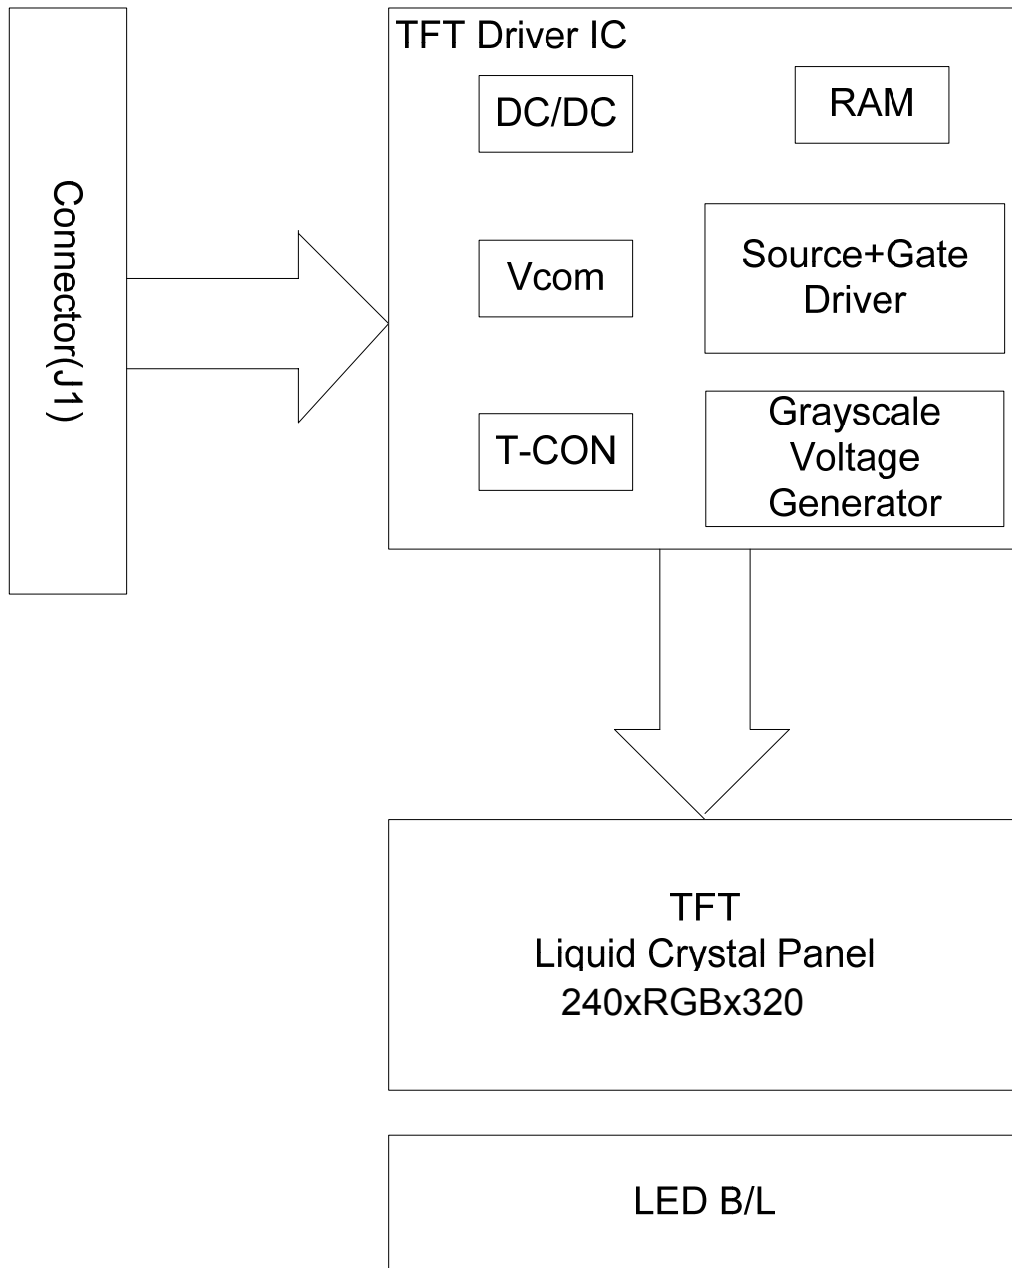 Connector(J1)
TFT Driver IC
DC/DC
RAM
Vcom
Source+Gate
Driver
T-CON
Grayscale
Voltage
Generator
TFT
Liquid Crystal Panel
240xRGBx320
LED B/L